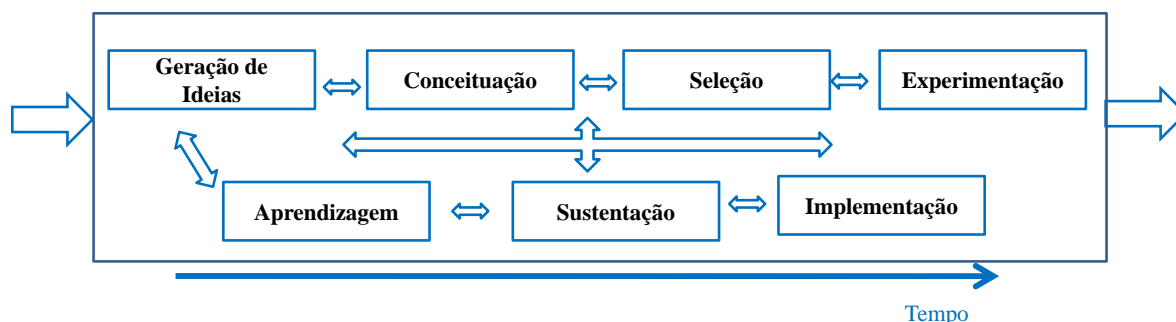 Geração de
Ideias
Conceituação
Seleção
Experimentação
Aprendizagem
Sustentação
Implementação
Tempo